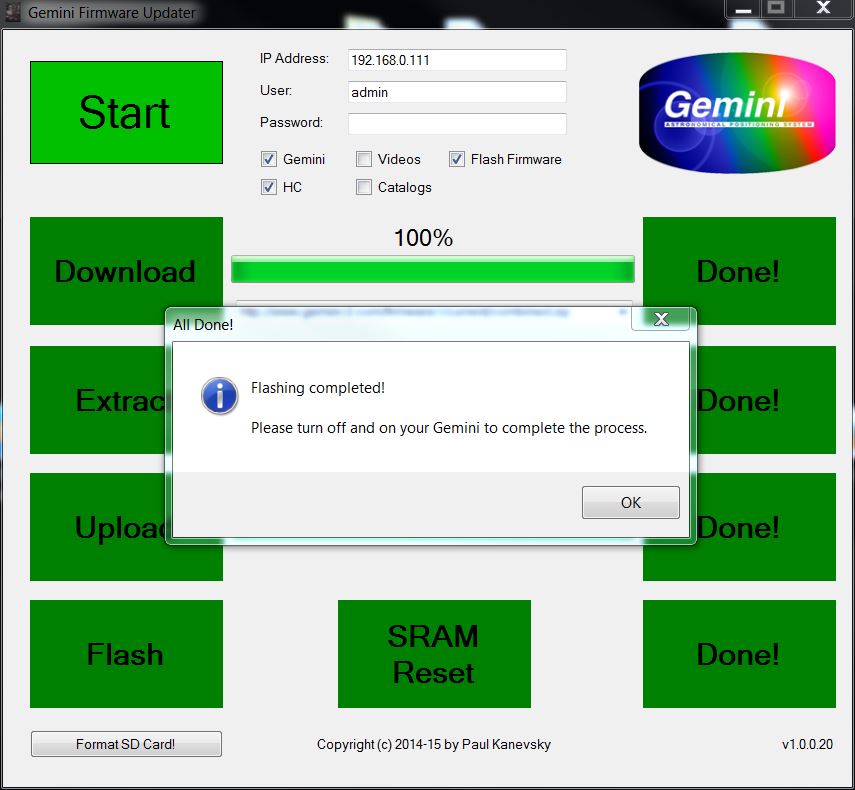 Gemini Firmware Updater
Start
IP Address: 192.168.0.111
User: admin
Password:
Gemini Videos Flash Firmware
HC Catalogs
Gemini
ASTRONOMICAL POSITIONING SYSTEM
100%
Download Done!
All Done!
Extrac Done!
Flashing completed!
Please turn off and on your Gemini to complete the process.
OK
Uploa Done!
Flash SRAM Reset Done!
Format SD Card! Copyright (c) 2014-15 by Paul Kanevsky v1.0.0.20